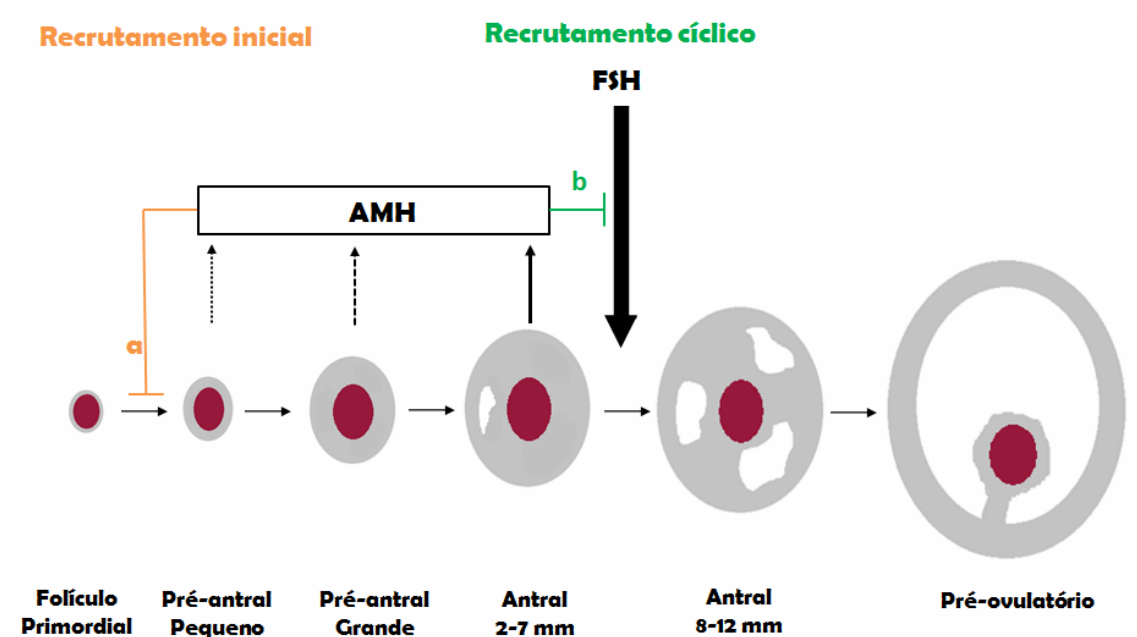 Recrutamento inicial
Recrutamento cíclico
FSH
b
AMH
a
Folículo
Primordial
Pré-antral
Pequeno
Pré-antral
Grande
Antral
2-7 mm
Antral
8-12 mm
Pré-ovulatório